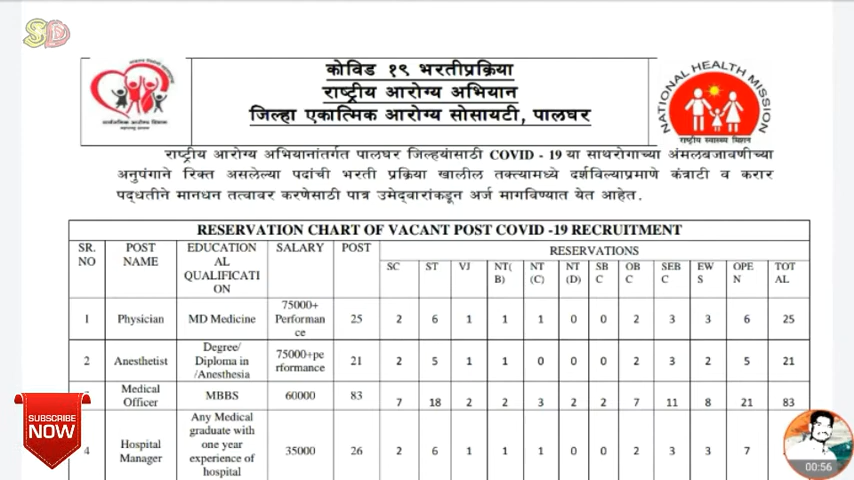 SD
कोविड १९ भरतीप्रक्रिया
राष्ट्रीय आरोग्य अभियान
जिल्हा एकात्मिक आरोग्य सोसायटी, पालघर
NATIONAL HEALTH MISSION
राष्ट्रीय स्वास्थ्य मिशन
राष्ट्रीय आरोग्य अभियानांतर्गत पालघर जिल्हयांसाठी COVID - 19 या साथरोगाच्या अंमलबजावणीच्या
अनुषंगाने रिक्त असलेल्या पदांची भरती प्रक्रिया खालील तक्त्यामध्ये दर्शविल्याप्रमाणे कंत्राटी व करार
पद्धतीने मानधन तत्वावर करणेसाठी पात्र उमेदवारांकडून अर्ज मागविण्यात येत आहेत.
RESERVATION CHART OF VACANT POST COVID -19 RECRUITMENT
SR. NO POST NAME EDUCATIONAL QUALIFICATION SALARY POST RESERVATIONS
SC ST VJ NT(B) NT(C) NT(D) SBC OBC SEBC EWS OPEN TOTAL
1 Physician MD Medicine 75000+ Performance 25 2 6 1 1 1 0 0 2 3 3 6 25
2 Anesthetist Degree/ Diploma in /Anesthesia 75000+performance 21 2 5 1 1 0 0 0 2 3 2 5 21
Medical Officer MBBS 60000 83 7 18 2 2 3 2 2 7 11 8 21 83
4 Hospital Manager Any Medical graduate with one year experience of hospital 35000 26 2 6 1 1 1 0 0 2 3 3 7
SUBSCRIBE
NOW
00:56